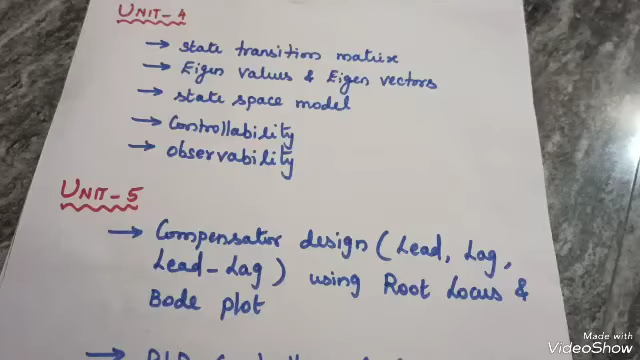 UNIT-4
→ state transition matrix
→ Eigen values & Eigen vectors
→ state space model
→ Controllability
→ Observability
UNIT-5
→ Compensator design (Lead, Lag,
Lead-Lag) using Root Locus &
Bode plot
Made with
VideoShow